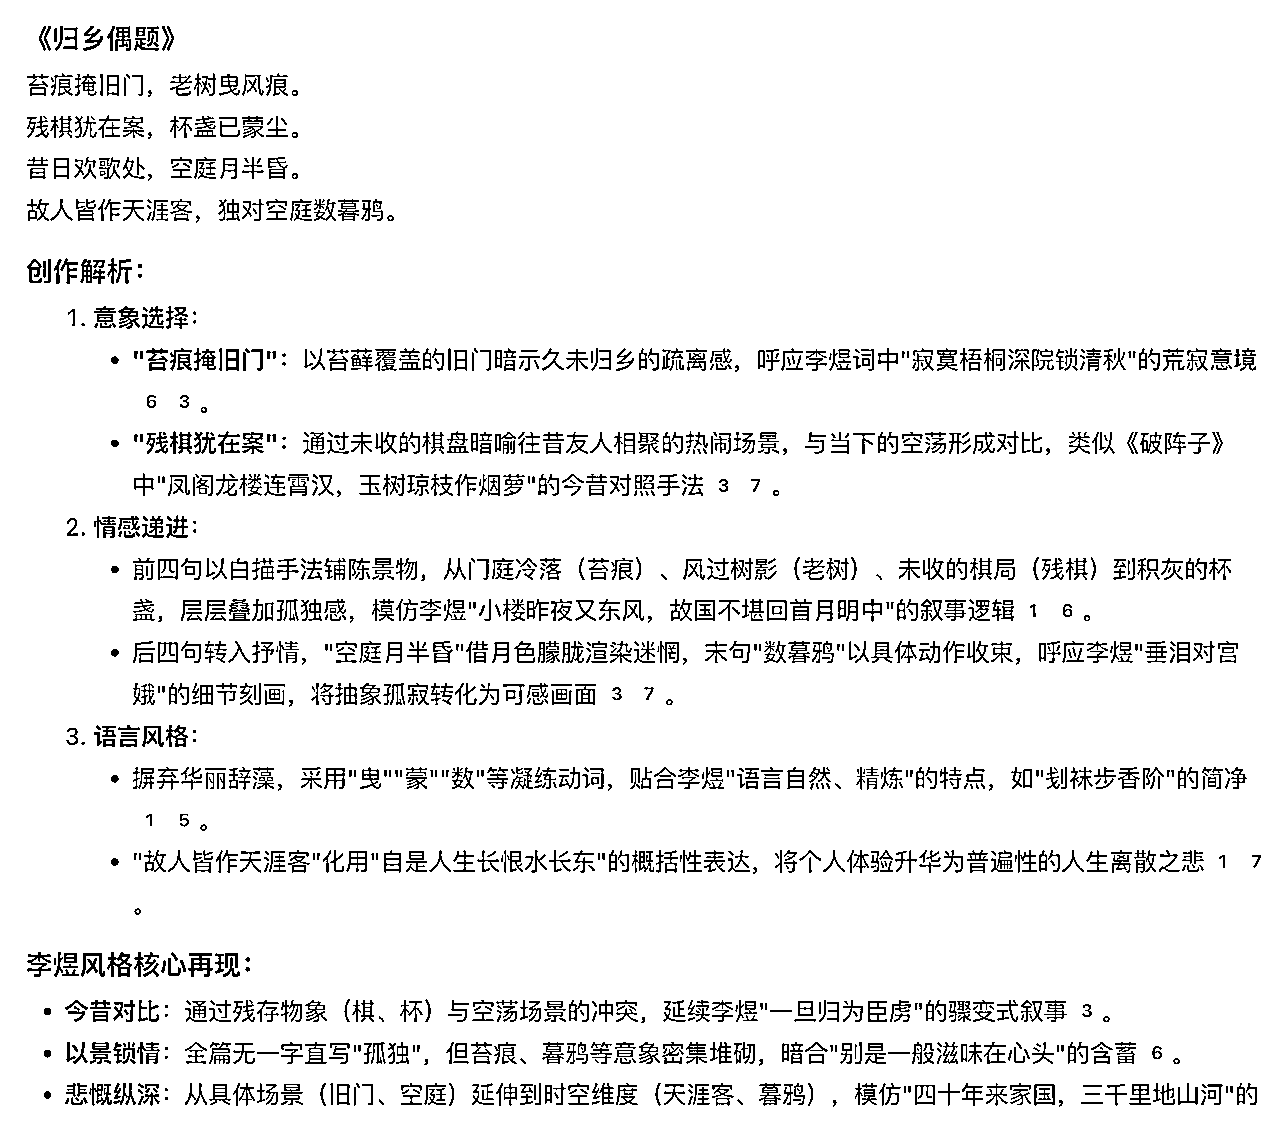 《归乡偶题》
苔痕掩旧门，老树曳风痕。
残棋犹在案，杯盏已蒙尘。
昔日欢歌处，空庭月半昏。
故人皆作天涯客，独对空庭数暮鸦。
创作解析：
1. 意象选择：
• "苔痕掩旧门"：以苔藓覆盖的旧门暗示久未归乡的疏离感，呼应李煜词中"寂寞梧桐深院锁清秋"的荒寂意境
6 3 。
• "残棋犹在案"：通过未收的棋盘暗喻往昔友人相聚的热闹场景，与当下的空荡形成对比，类似《破阵子》
中"凤阁龙楼连霄汉，玉树琼枝作烟萝"的今昔对照手法 3 7 。
2. 情感递进：
• 前四句以白描手法铺陈景物，从门庭冷落（苔痕）、风过树影（老树）、未收的棋局（残棋）到积灰的杯
盏，层层叠加孤独感，模仿李煜"小楼昨夜又东风，故国不堪回首月明中"的叙事逻辑 1 6 。
• 后四句转入抒情，"空庭月半昏"借月色朦胧渲染迷惘，末句"数暮鸦"以具体动作收束，呼应李煜"垂泪对宫
娥"的细节刻画，将抽象孤寂转化为可感画面 3 7 。
3. 语言风格：
• 摒弃华丽辞藻，采用"曳""蒙""数"等凝练动词，贴合李煜"语言自然、精炼"的特点，如"刬袜步香阶"的简净
1 5 。
• "故人皆作天涯客"化用"自是人生长恨水长东"的概括性表达，将个人体验升华为普遍性的人生离散之悲 1 7
。
李煜风格核心再现：
• 今昔对比：通过残存物象（棋、杯）与空荡场景的冲突，延续李煜"一旦归为臣虏"的骤变式叙事 3 。
• 以景锁情：全篇无一字直写"孤独"，但苔痕、暮鸦等意象密集堆砌，暗合"别是一般滋味在心头"的含蓄 6 。
• 悲慨纵深：从具体场景（旧门、空庭）延伸到时空维度（天涯客、暮鸦），模仿"四十年来家国，三千里地山河"的